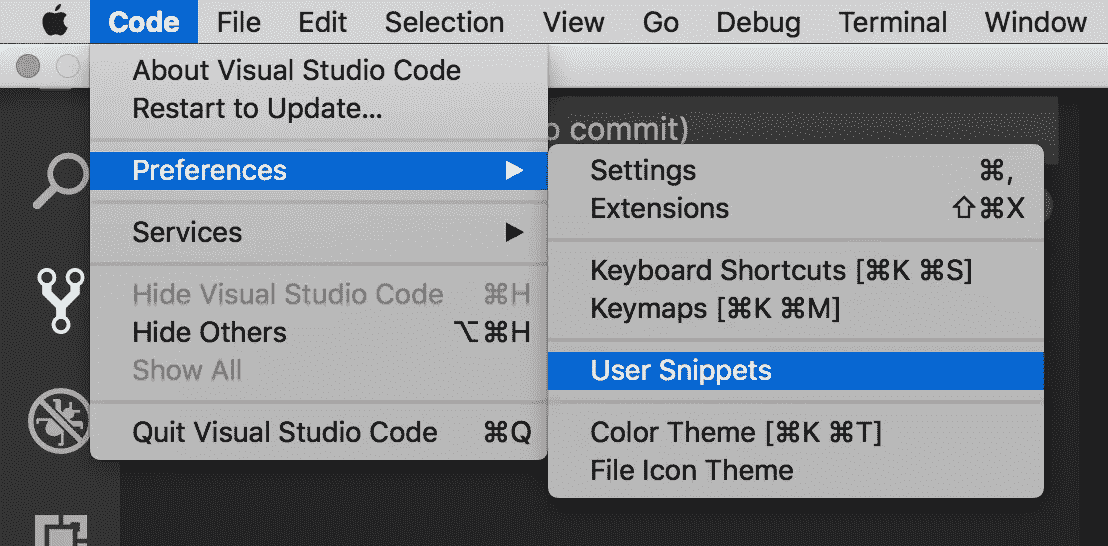 Code File Edit Selection View Go Debug Terminal Window
About Visual Studio Code
Restart to Update...
o commit)
Preferences ▶
Settings ⌘,
Extensions ⇧⌘X
Services ▶
Keyboard Shortcuts [⌘K ⌘S]
Hide Visual Studio Code ⌘H
Keymaps [⌘K ⌘M]
Hide Others ⌥⌘H
Show All
User Snippets
Quit Visual Studio Code ⌘Q
Color Theme [⌘K ⌘T]
File Icon Theme